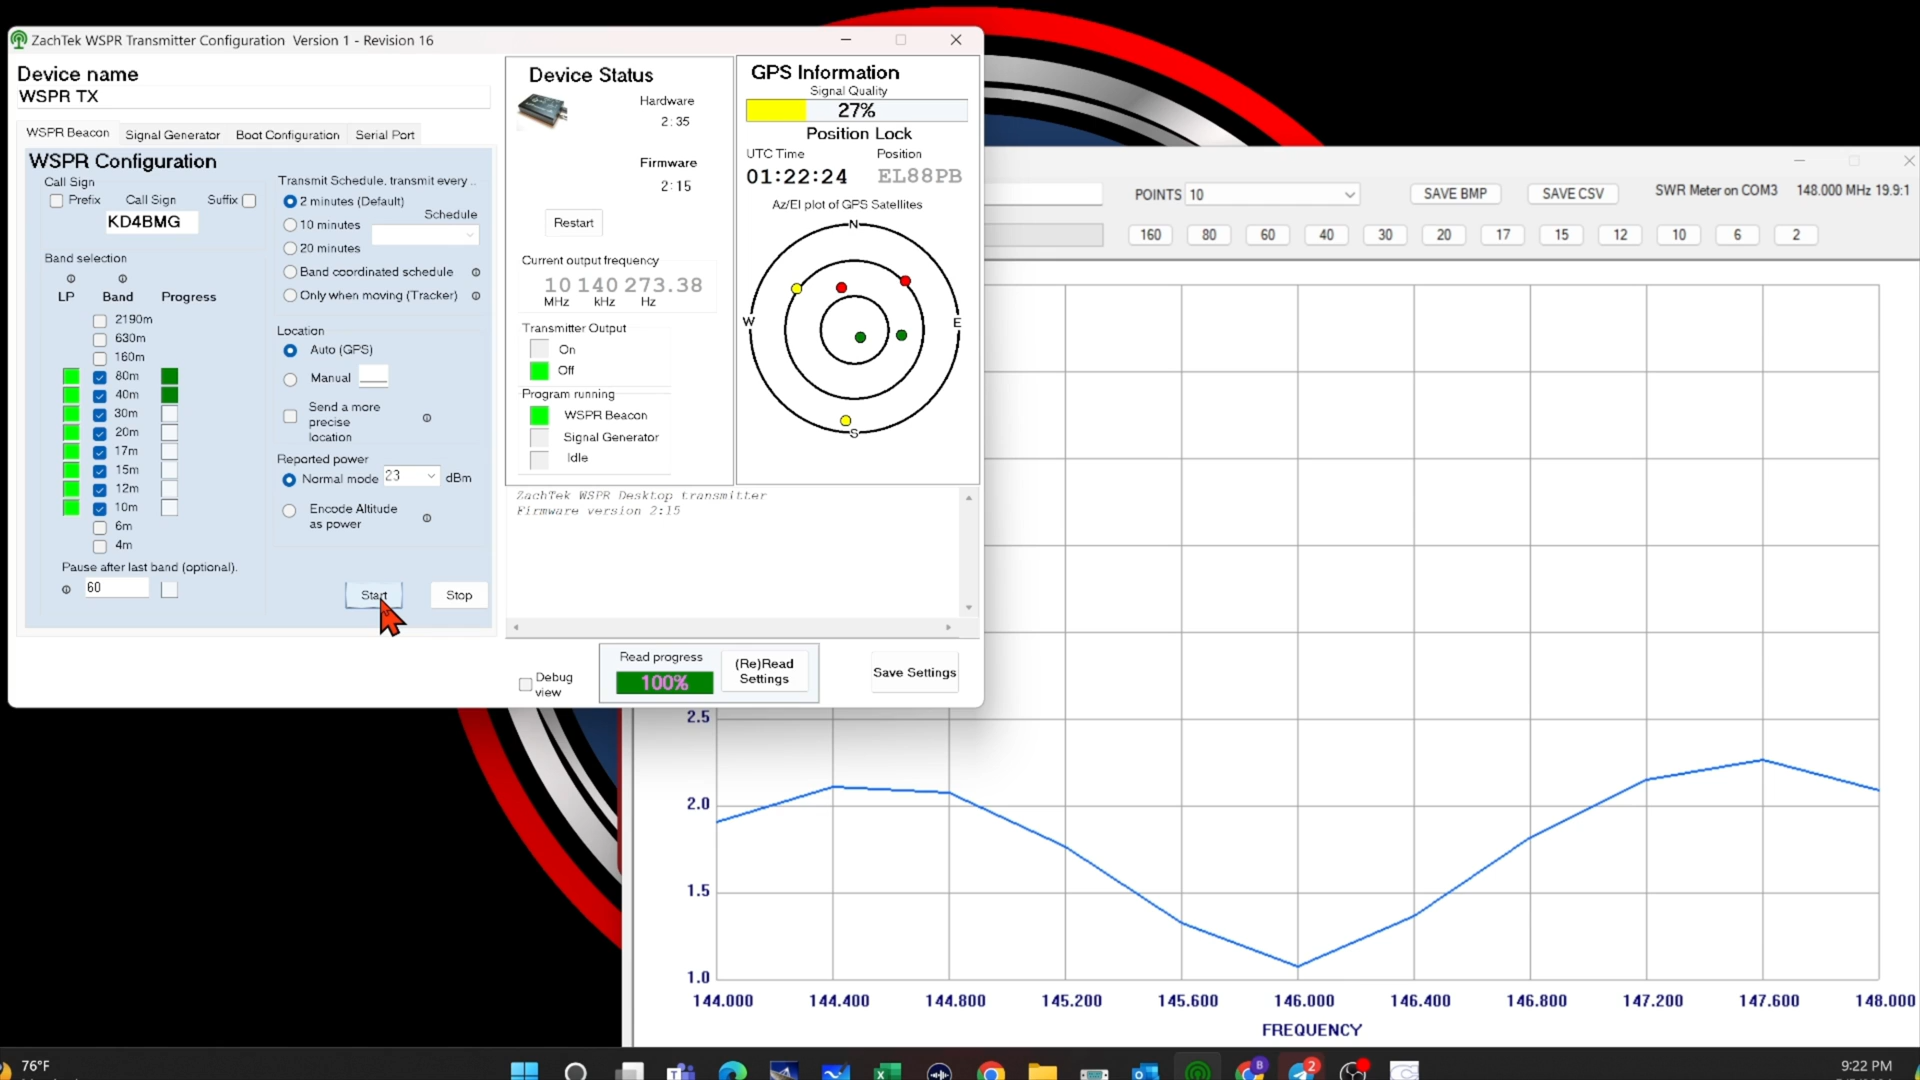 ZachTek WSPR Transmitter Configuration Version 1 - Revision 16
Device name
WSPR TX
WSPR Beacon
Signal Generator
Boot Configuration
Serial Port
WSPR Configuration
Call Sign
Prefix
Call Sign
Suffix
KD4BMG
Band selection
LP
Band
Progress
2190m
630m
160m
80m
40m
30m
20m
17m
15m
12m
10m
6m
4m
Pause after last band (optional).
60
Transmit Schedule, transmit every ..
2 minutes (Default)
10 minutes
Schedule
20 minutes
Band coordinated schedule
Only when moving (Tracker)
Location
Auto (GPS)
Manual
Send a more
precise
location
Reported power
Normal mode
23
dBm
Encode Altitude
as power
Start
Stop
Device Status
Hardware
2:35
Firmware
2:15
Restart
Current output frequency
10 140 273.38
MHz kHz Hz
Transmitter Output
On
Off
Program running
WSPR Beacon
Signal Generator
Idle
GPS Information
Signal Quality
27%
Position Lock
UTC Time
Position
01:22:24
EL88PB
Az/El plot of GPS Satellites
N
W
E
S
ZachTek WSPR Desktop transmitter
Firmware version 2:15
Debug
view
Read progress
100%
(Re)Read
Settings
Save Settings
POINTS
10
SAVE BMP
SAVE CSV
SWR Meter on COM3
148.000 MHz 19.9:1
160
80
60
40
30
20
17
15
12
10
6
2
2.5
2.0
1.5
1.0
144.000
144.400
144.800
145.200
145.600
146.000
146.400
146.800
147.200
147.600
148.000
FREQUENCY
76°F
B
2
9:22 PM